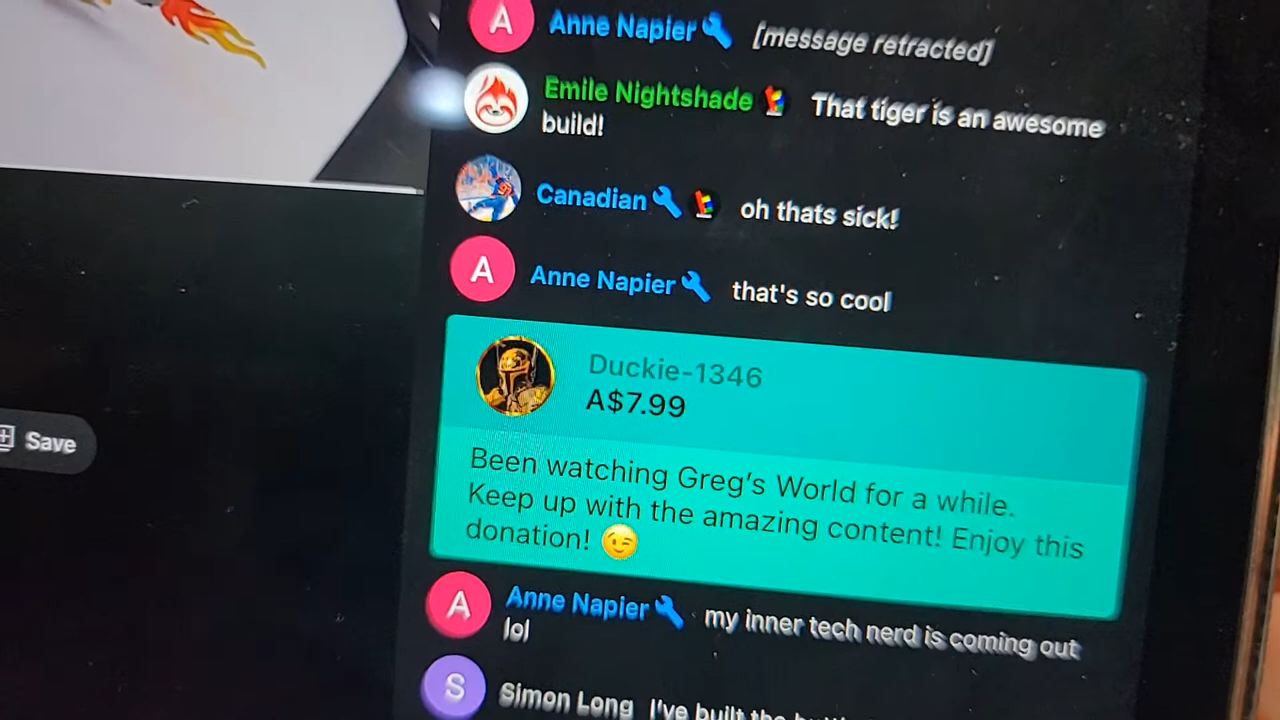 A Anne Napier [message retracted]
Emile Nightshade That tiger is an awesome
build!
Canadian oh thats sick!
A Anne Napier that's so cool
Duckie-1346
A$7.99
Been watching Greg's World for a while.
Keep up with the amazing content! Enjoy this
donation! 😉
Save
A Anne Napier my inner tech nerd is coming out
lol
S Simon Long I've built the